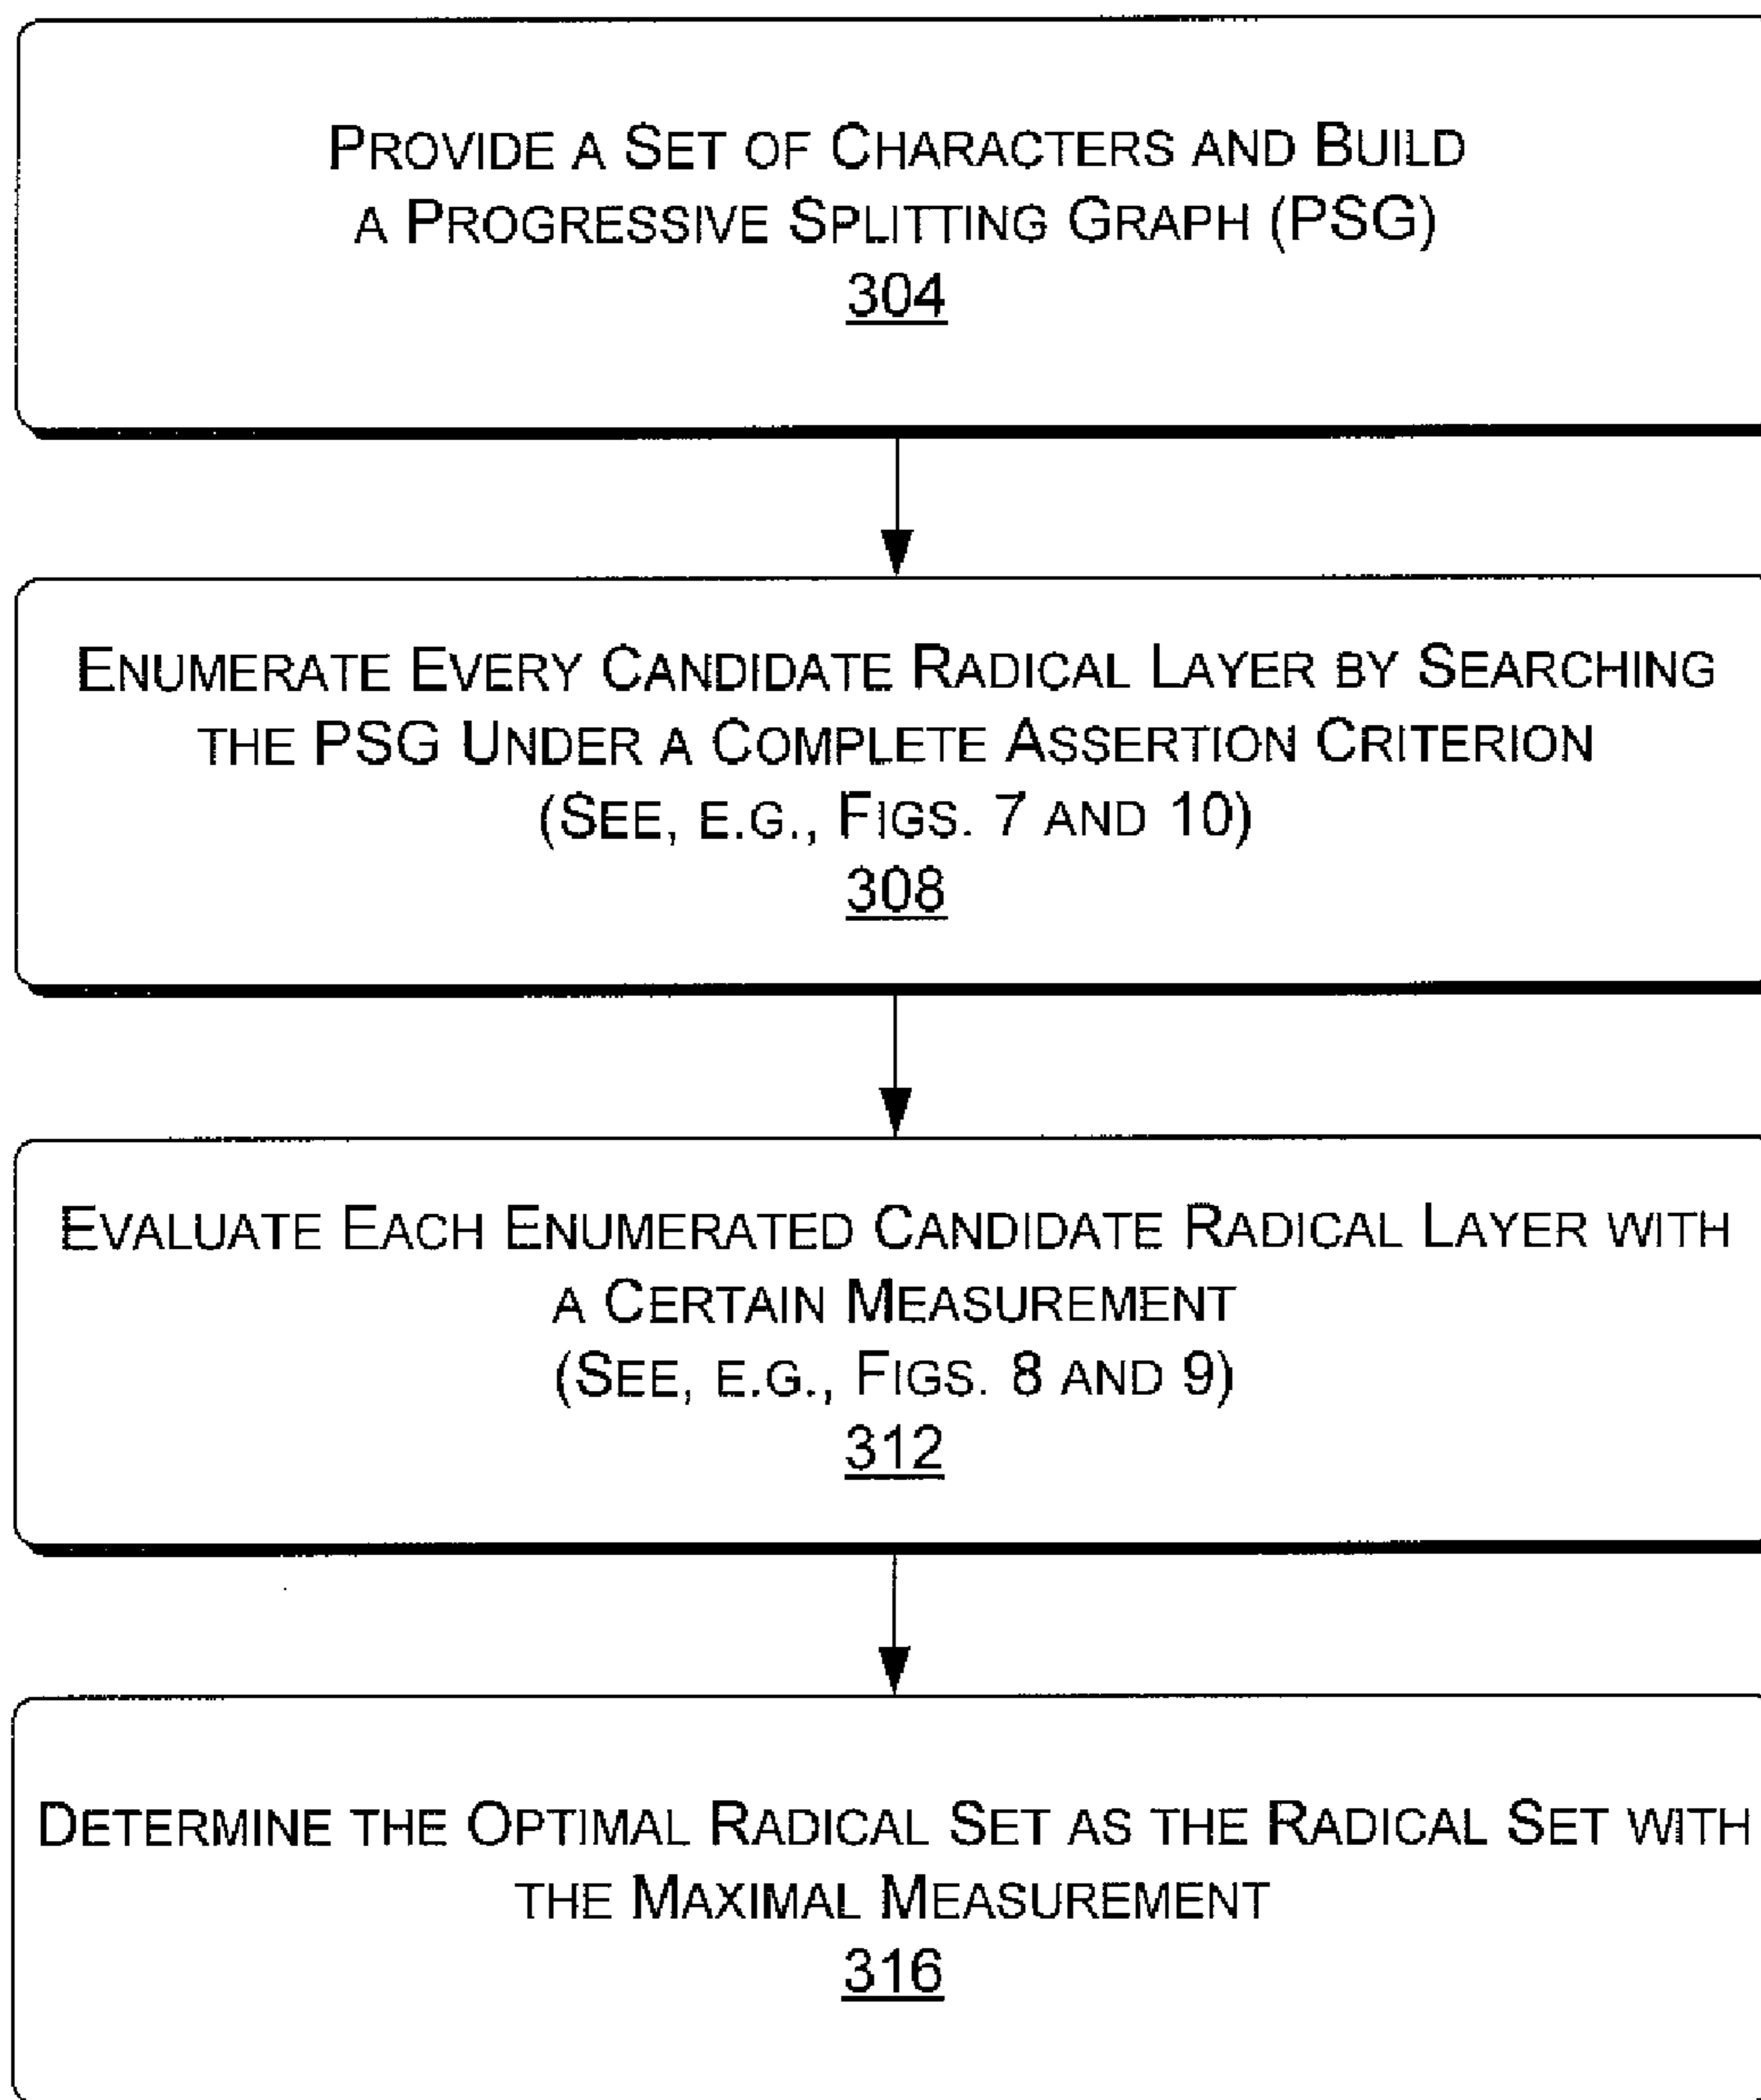 PROVIDE A SET OF CHARACTERS AND BUILD
A PROGRESSIVE SPLITTING GRAPH (PSG)
304
ENUMERATE EVERY CANDIDATE RADICAL LAYER BY SEARCHING
THE PSG UNDER A COMPLETE ASSERTION CRITERION
(SEE, E.G., FIGS. 7 AND 10)
308
EVALUATE EACH ENUMERATED CANDIDATE RADICAL LAYER WITH
A CERTAIN MEASUREMENT
(SEE, E.G., FIGS. 8 AND 9)
312
DETERMINE THE OPTIMAL RADICAL SET AS THE RADICAL SET WITH
THE MAXIMAL MEASUREMENT
316